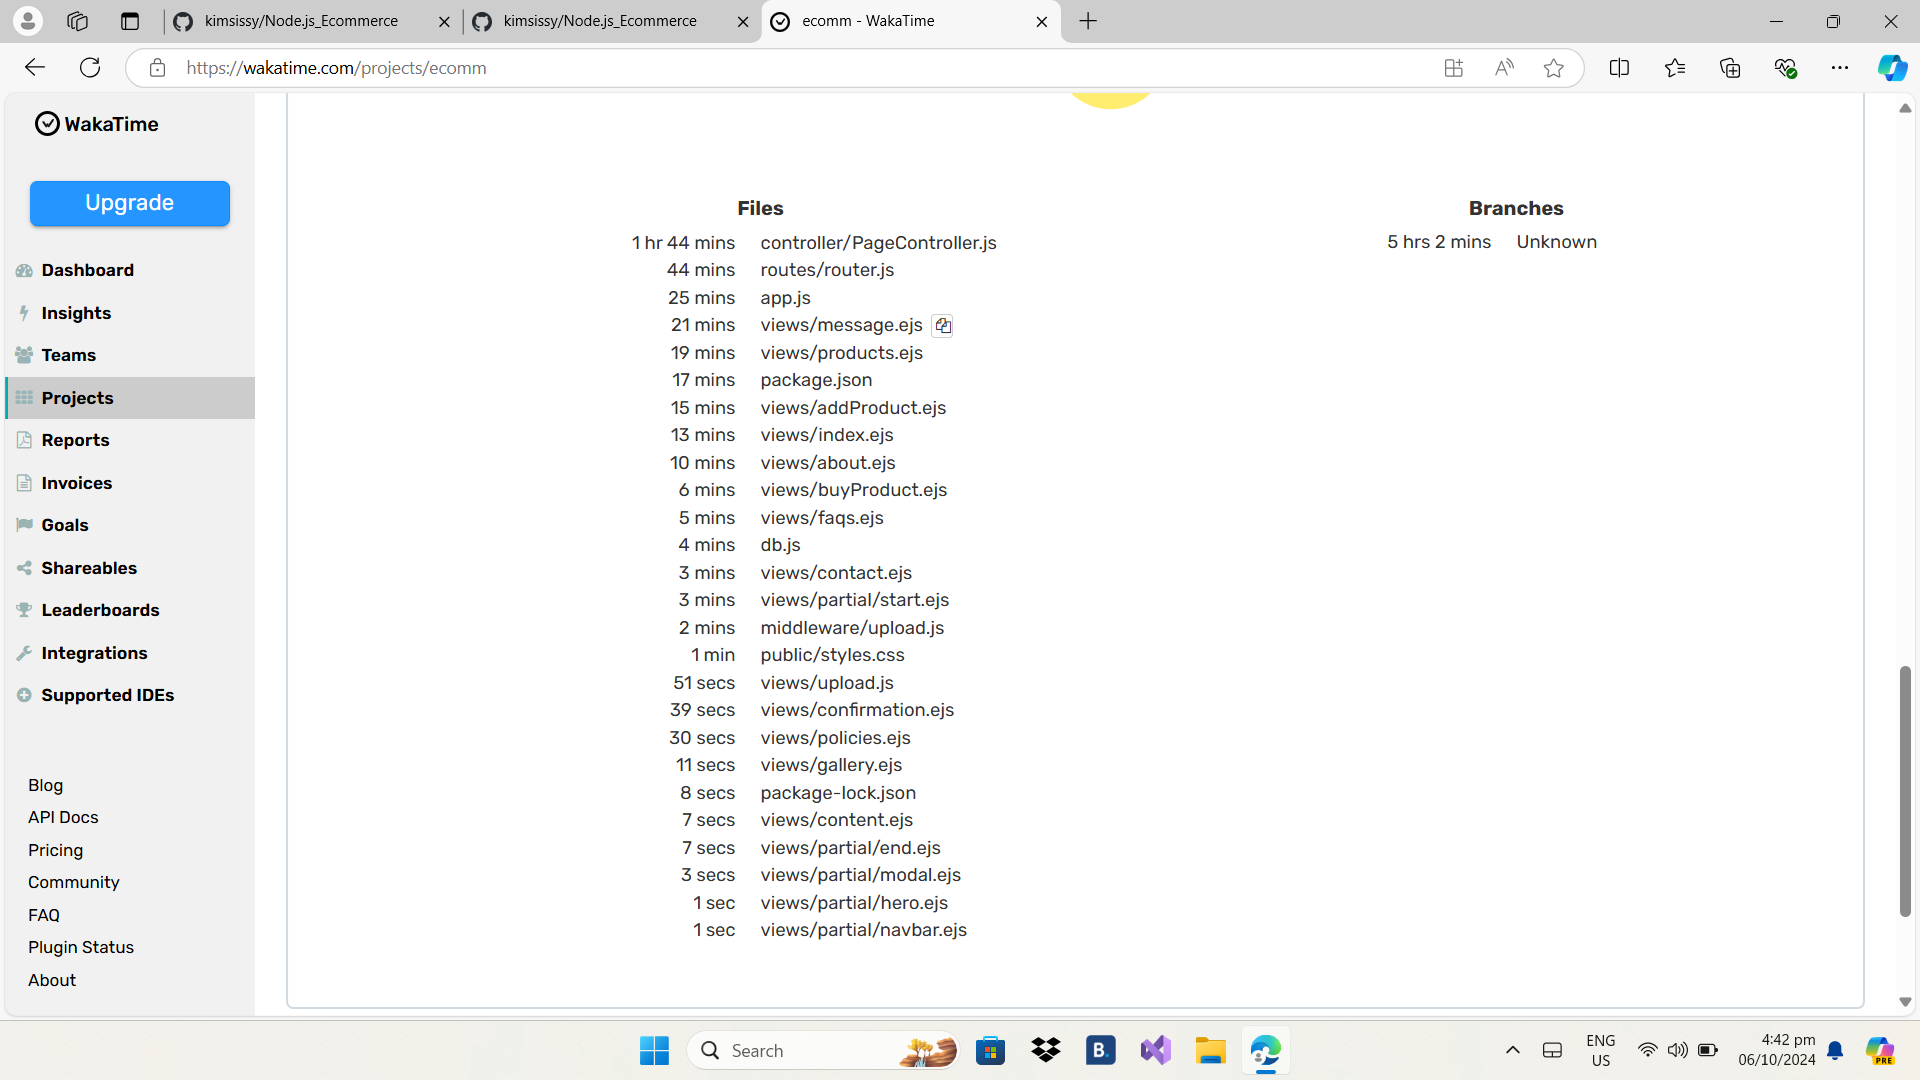 kimsissy/Node.js_Ecommerce
kimsissy/Node.js_Ecommerce
ecomm - WakaTime
https://wakatime.com/projects/ecomm
WakaTime
Upgrade
Dashboard
Insights
Teams
Projects
Reports
Invoices
Goals
Shareables
Leaderboards
Integrations
Supported IDEs
Blog
API Docs
Pricing
Community
FAQ
Plugin Status
About
Files
1 hr 44 mins controller/PageController.js
44 mins routes/router.js
25 mins app.js
21 mins views/message.ejs
19 mins views/products.ejs
17 mins package.json
15 mins views/addProduct.ejs
13 mins views/index.ejs
10 mins views/about.ejs
6 mins views/buyProduct.ejs
5 mins views/faqs.ejs
4 mins db.js
3 mins views/contact.ejs
3 mins views/partial/start.ejs
2 mins middleware/upload.js
1 min public/styles.css
51 secs views/upload.js
39 secs views/confirmation.ejs
30 secs views/policies.ejs
11 secs views/gallery.ejs
8 secs package-lock.json
7 secs views/content.ejs
7 secs views/partial/end.ejs
3 secs views/partial/modal.ejs
1 sec views/partial/hero.ejs
1 sec views/partial/navbar.ejs
Branches
5 hrs 2 mins Unknown
Search
B.
ENG
US
4:42 pm
06/10/2024
PRE